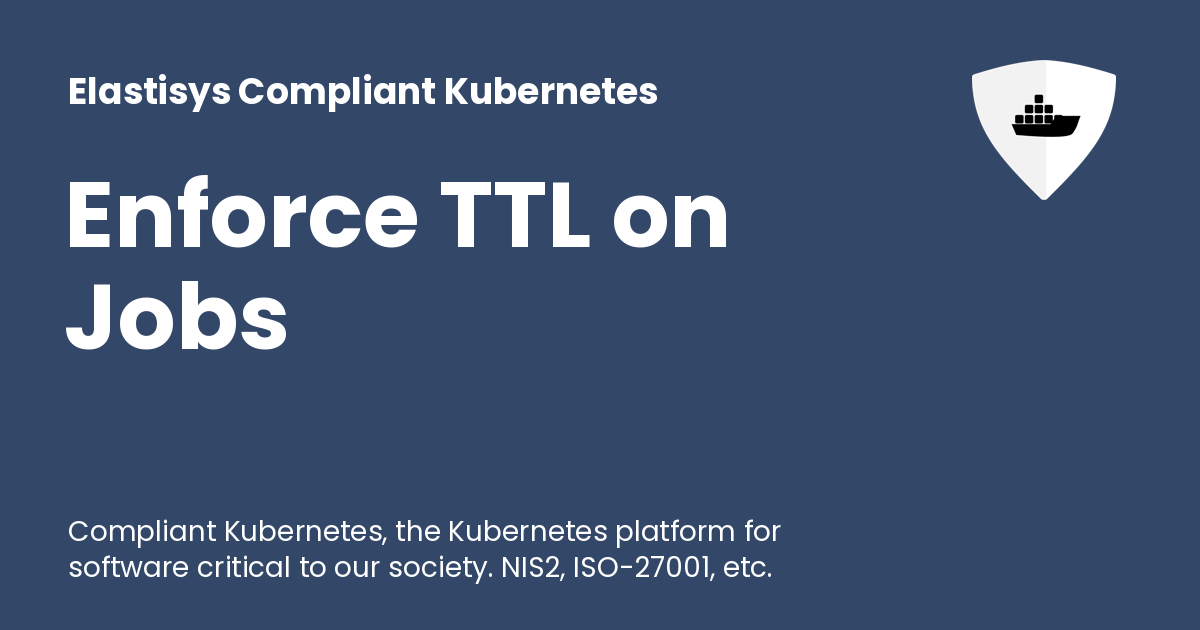 Elastisys Compliant Kubernetes
Enforce TTL on
Jobs
Compliant Kubernetes, the Kubernetes platform for
software critical to our society. NIS2, ISO-27001, etc.